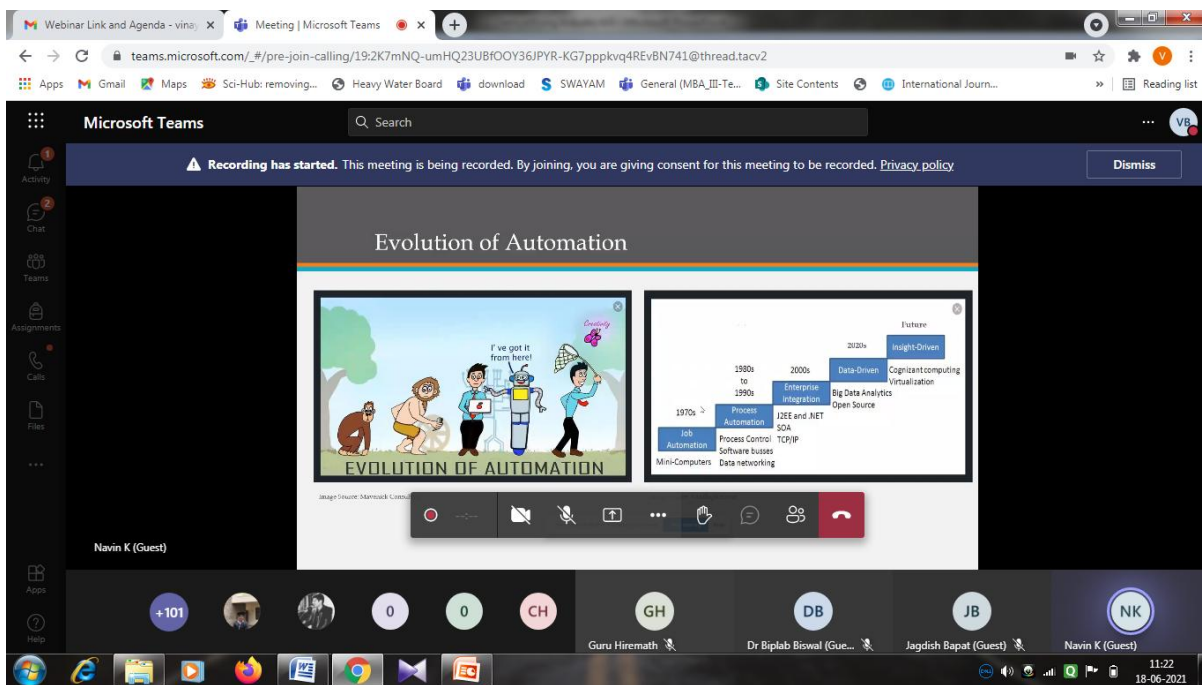 Webinar Link and Agenda - vinay
Meeting | Microsoft Teams
teams.microsoft.com/_#/pre-join-calling/19:2K7mNQ-umHQ23UBfOOY36JPYR-KG7pppkvq4REvBN741@thread.tacv2
V
Apps
Gmail
Maps
Sci-Hub: removing...
Heavy Water Board
download
SWAYAM
General (MBA_III-Te...
Site Contents
International Journ...
»
Reading list
Microsoft Teams
Search
VB
Recording has started. This meeting is being recorded. By joining, you are giving consent for this meeting to be recorded. Privacy policy
Dismiss
1
Activity
2
Chat
Teams
Assignments
Calls
Files
Apps
Help
Evolution of Automation
Creativity
I've got it
from here!
EVOLUTION OF AUTOMATION
Image Source: Maverick
Future
Insight-Driven
Cognizant computing
Virtualization
2020s
Data-Driven
Big Data Analytics
Open Source
2000s
Enterprise
Integration
J2EE and .NET
SOA
TCP/IP
1980s
to
1990s
Process
Automation
Process Control
Software busses
Data networking
1970s
Job
Automation
Mini-Computers
Navin K (Guest)
+101
0
0
CH
GH
Guru Hiremath
DB
Dr Biplab Biswal (Gue...
JB
Jagdish Bapat (Guest)
NK
Navin K (Guest)
11:22
18-06-2021